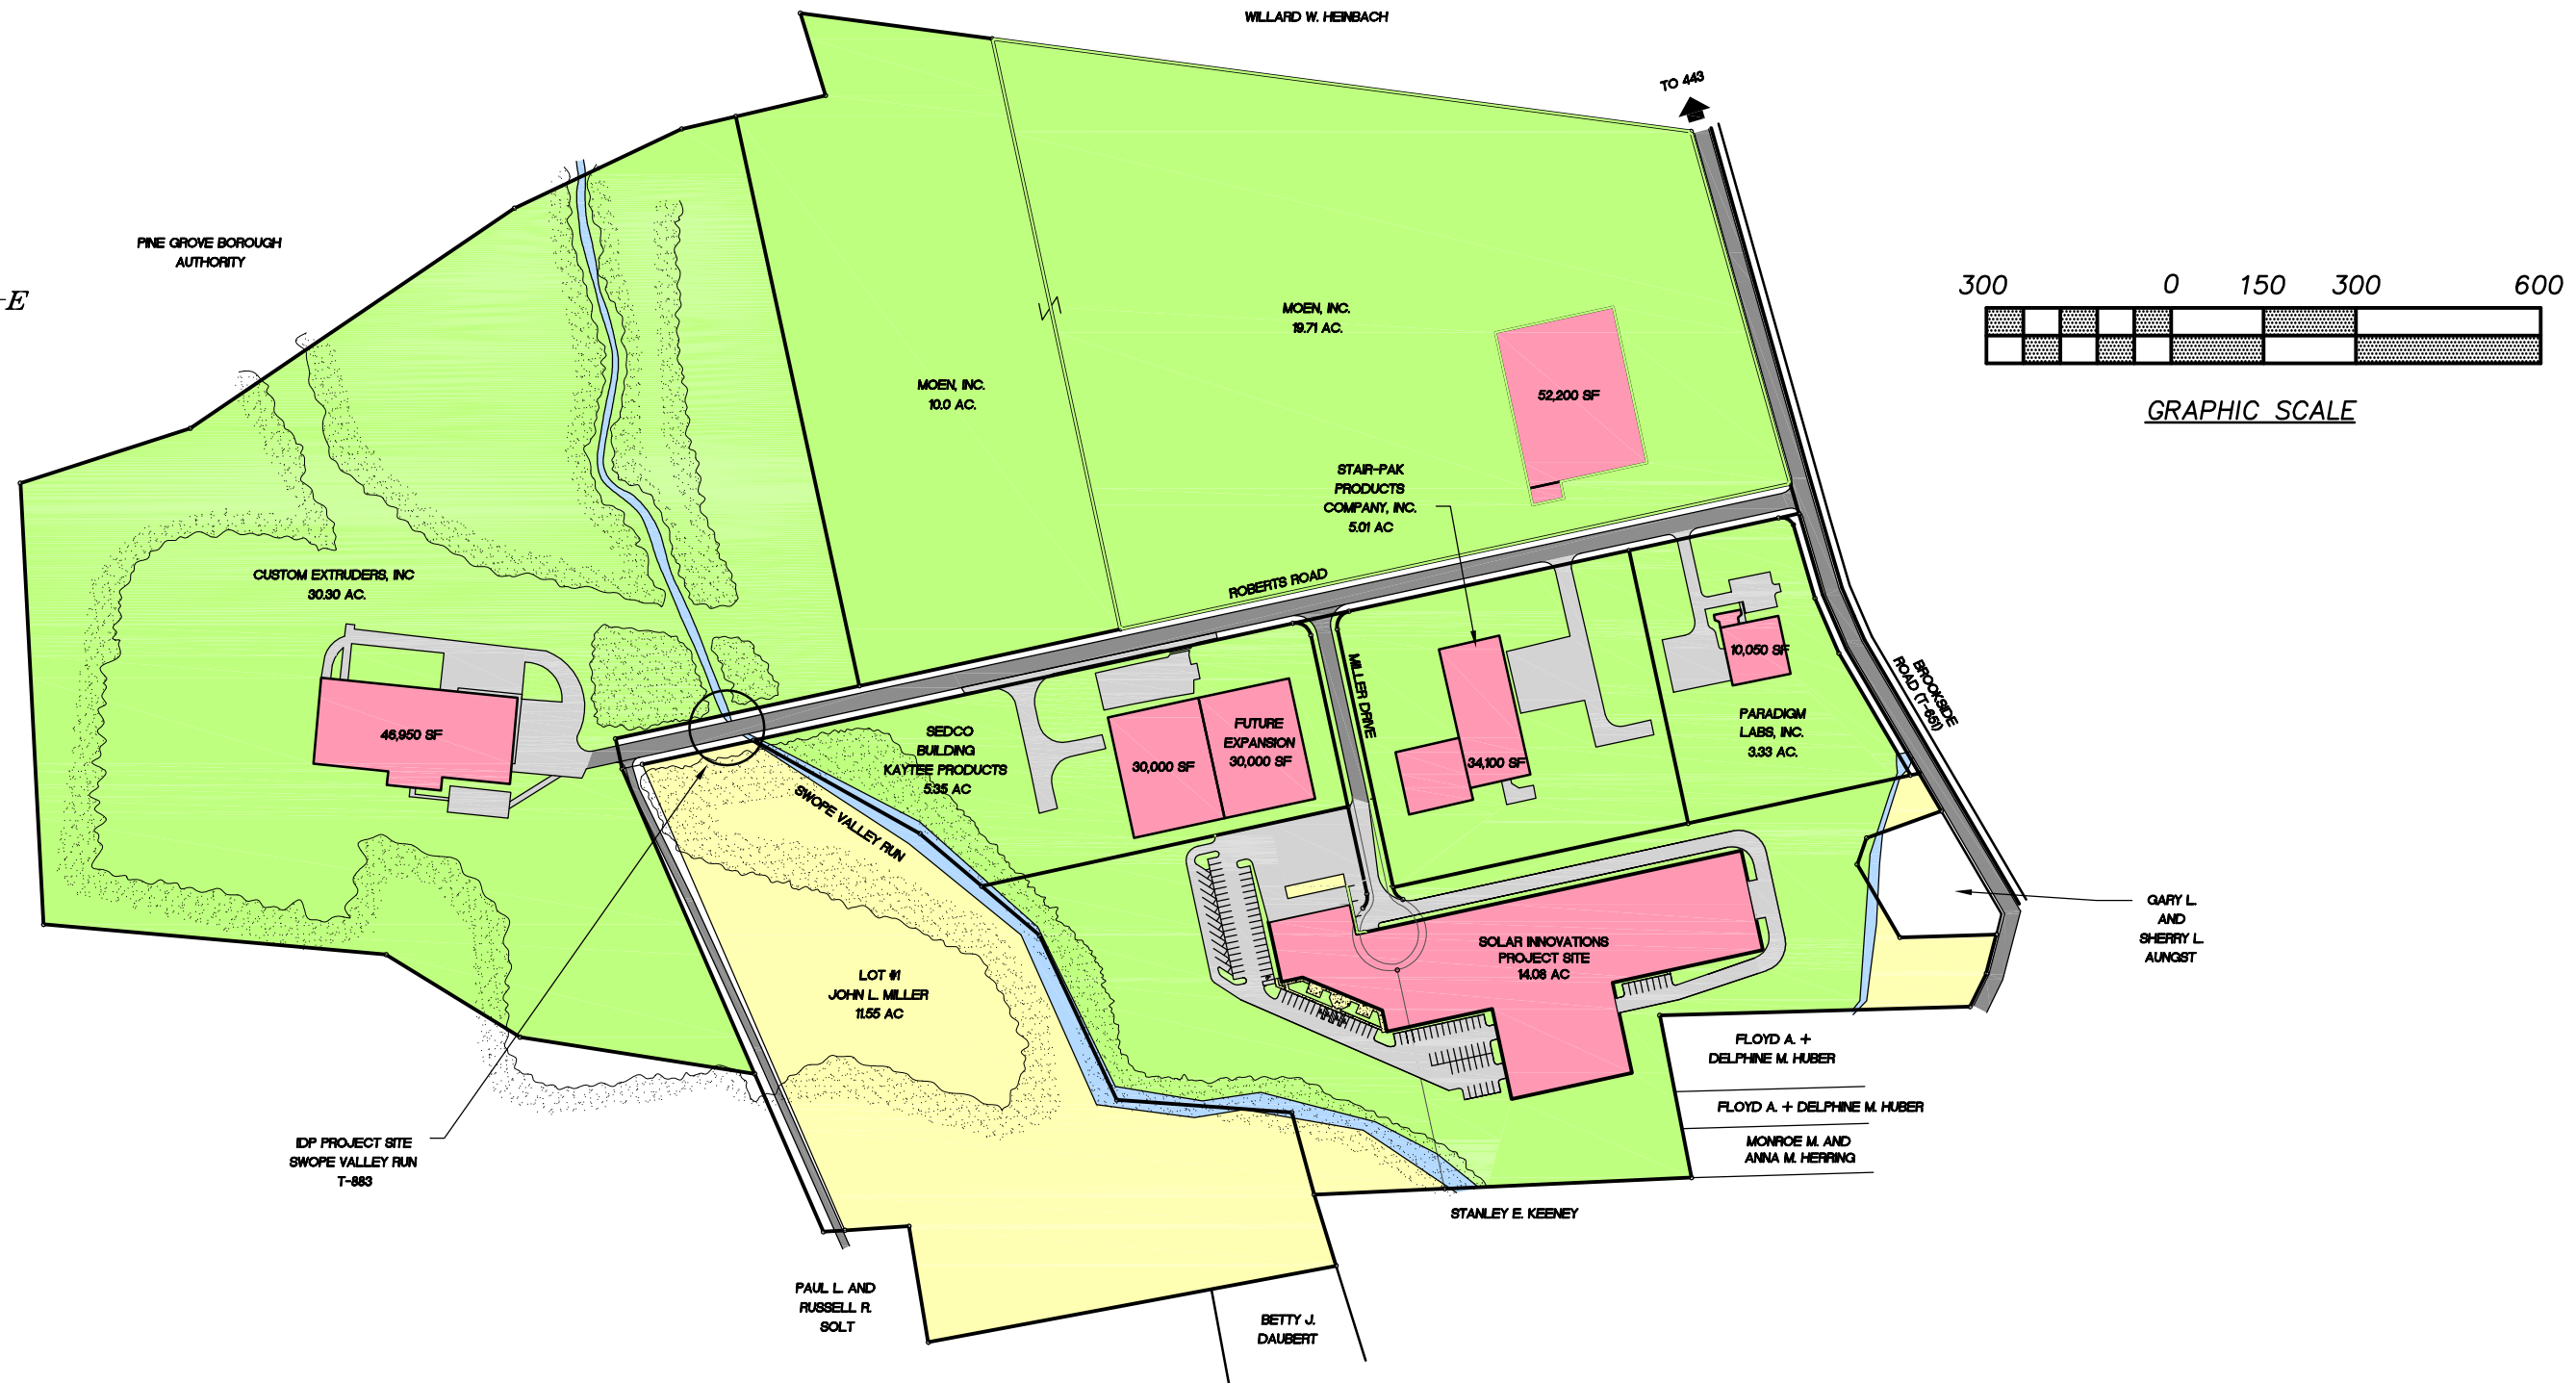 WILLARD W. HEINBACH
TO 443
PINE GROVE BOROUGH
AUTHORITY
-E
300 0 150 300 600
GRAPHIC SCALE
MOEN, INC.
19.71 AC.
MOEN, INC.
10.0 AC.
52,200 SF
STAIR-PAK
PRODUCTS
COMPANY, INC.
5.01 AC
CUSTOM EXTRUDERS, INC
30.30 AC.
ROBERTS ROAD
46,950 SF
SEDCO
BUILDING
KAYTEE PRODUCTS
5.35 AC
30,000 SF
FUTURE
EXPANSION
30,000 SF
MILLER DRIVE
34,100 SF
10,050 SF
PARADIGM
LABS, INC.
3.33 AC.
BROOKSIDE
ROAD (T-651)
SWOPE VALLEY RUN
GARY L.
AND
SHERRY L.
AUNGST
SOLAR INNOVATIONS
PROJECT SITE
14.08 AC
LOT #1
JOHN L. MILLER
11.55 AC
FLOYD A. +
DELPHINE M. HUBER
FLOYD A. + DELPHINE M. HUBER
MONROE M. AND
ANNA M. HERRING
IDP PROJECT SITE
SWOPE VALLEY RUN
T-883
STANLEY E. KEENEY
PAUL L. AND
RUSSELL R.
SOLT
BETTY J.
DAUBERT